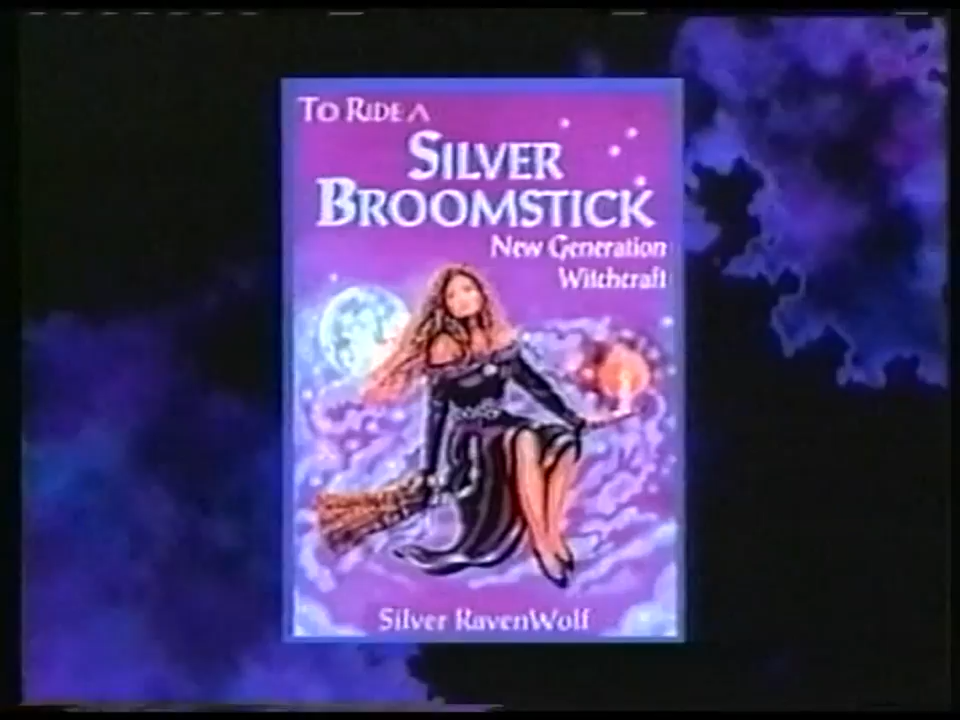 TO RIDE A
SILVER
BROOMSTICK
New Generation
Witchcraft
Silver RavenWolf